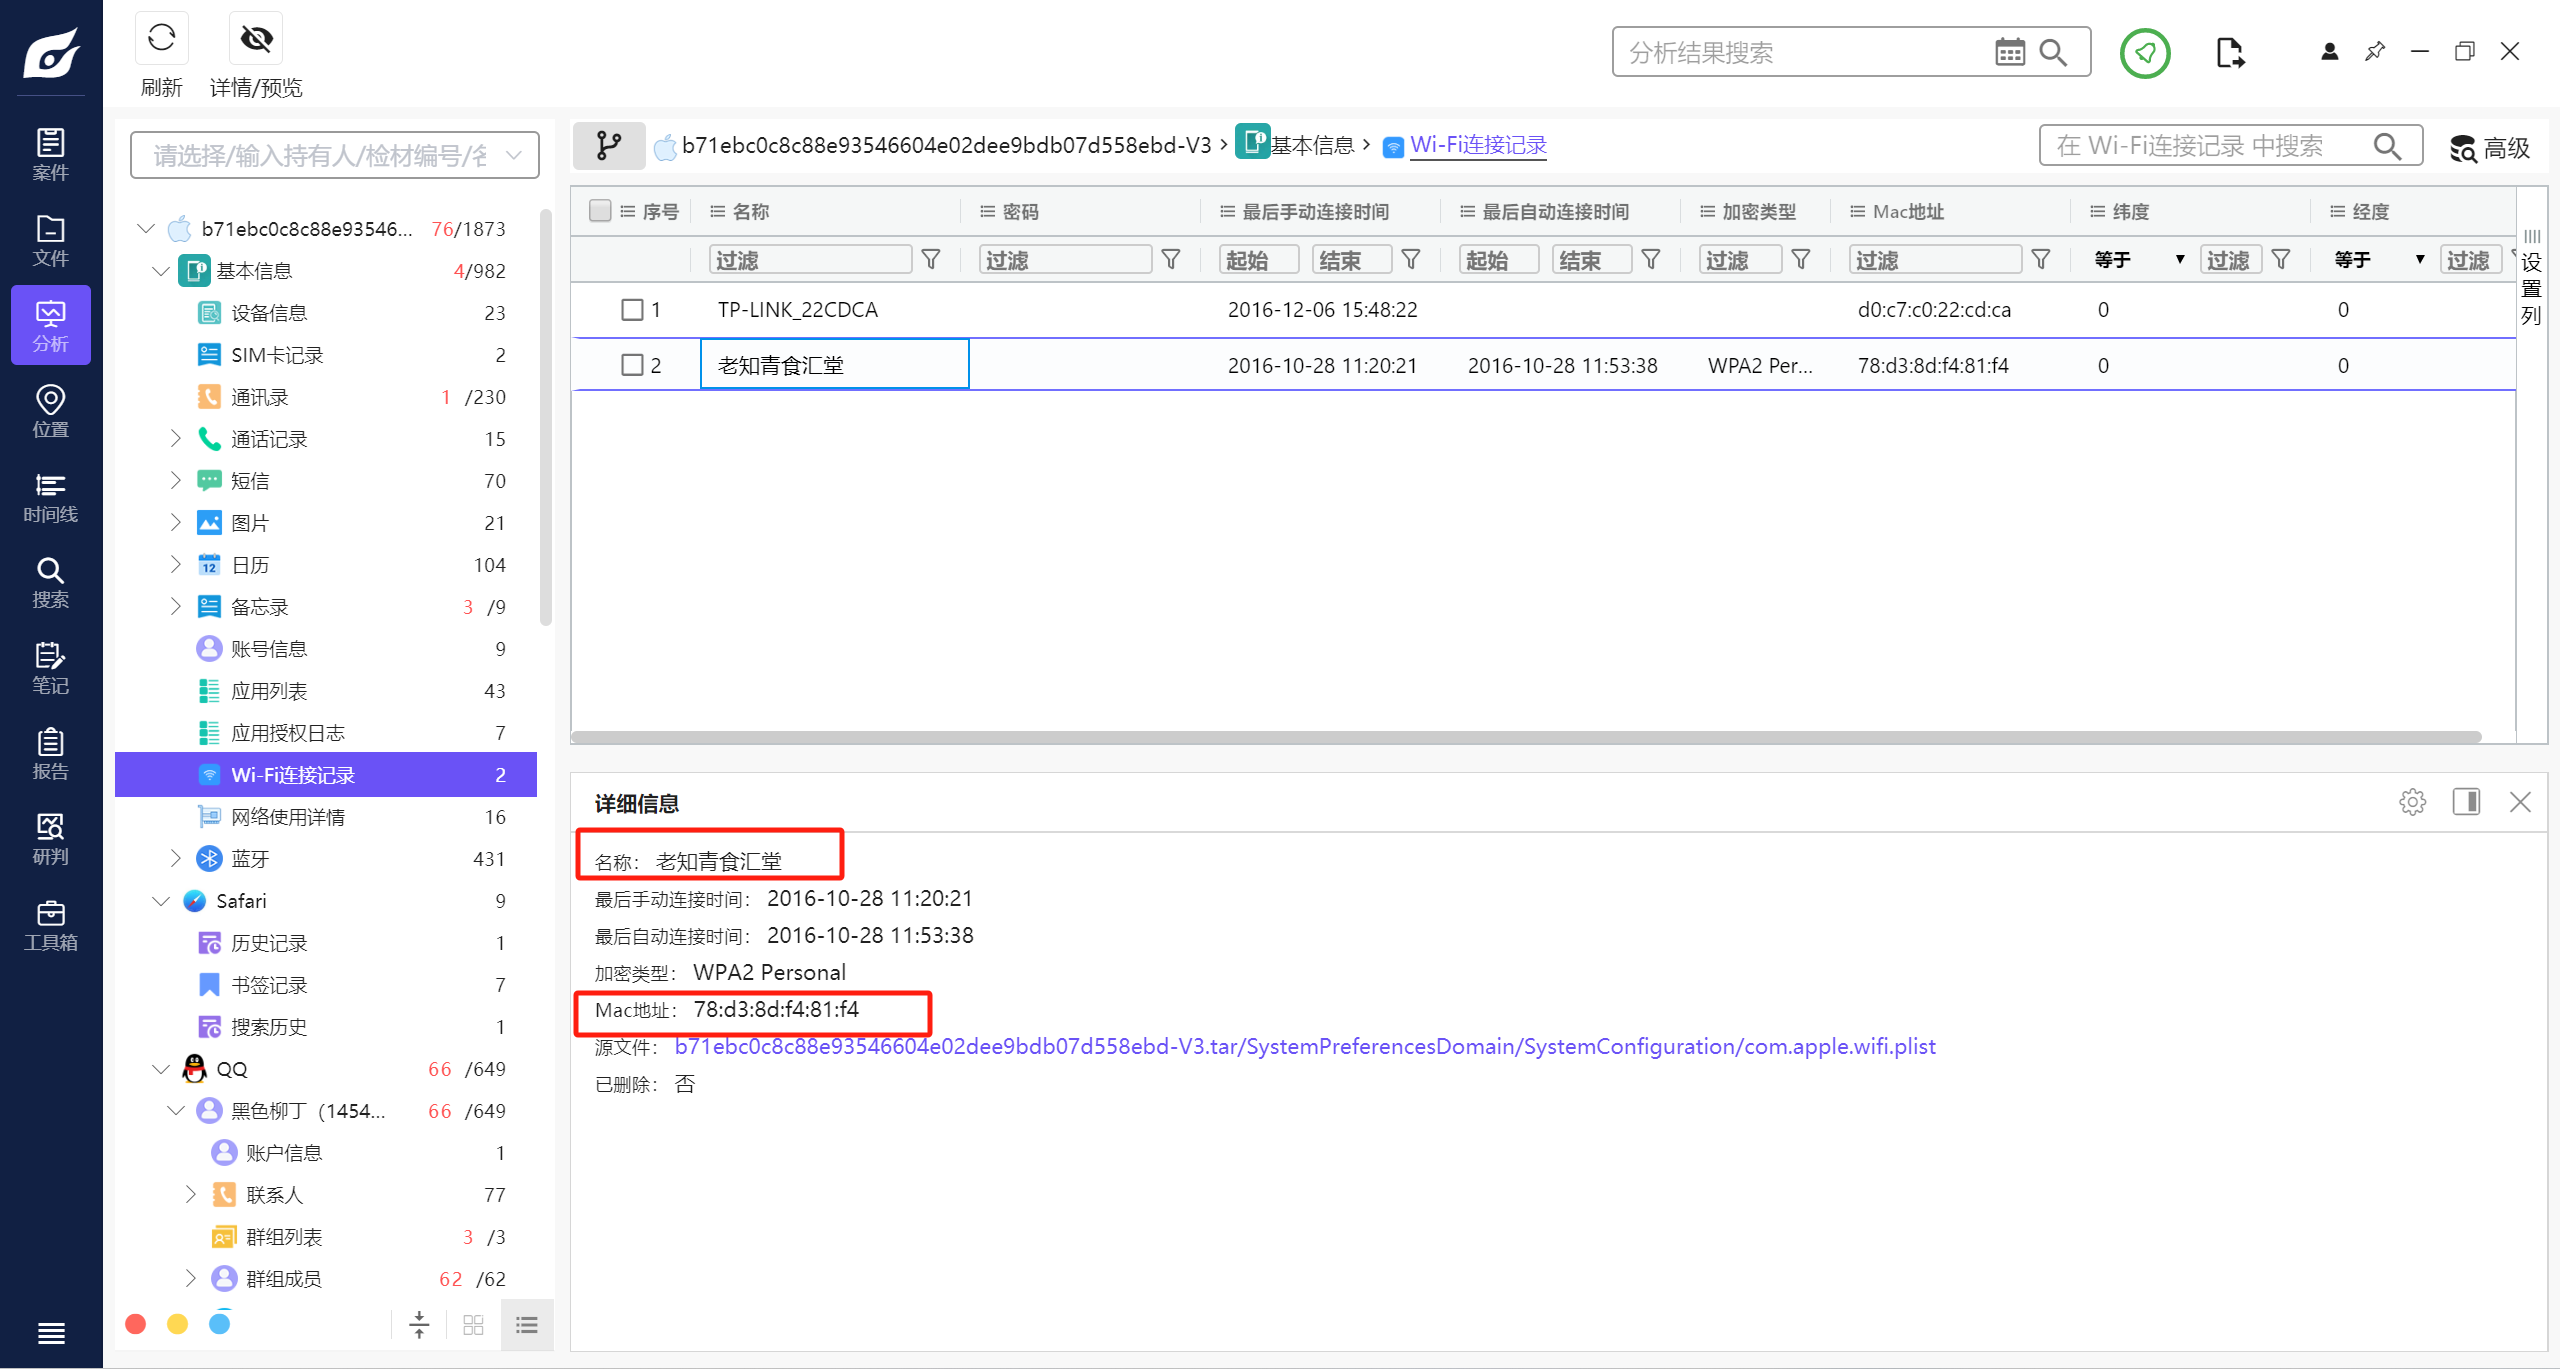 刷新
详情/预览
分析结果搜索
案件
文件
分析
位置
时间线
搜索
笔记
报告
研判
工具箱
请选择/输入持有人/检材编号/名
b71ebc0c8c88e93546... 76/1873
基本信息 4/982
设备信息 23
SIM卡记录 2
通讯录 1 /230
通话记录 15
短信 70
图片 21
12 日历 104
备忘录 3 /9
账号信息 9
应用列表 43
应用授权日志 7
Wi-Fi连接记录 2
网络使用详情 16
蓝牙 431
Safari 9
历史记录 1
书签记录 7
搜索历史 1
QQ 66 /649
黑色柳丁（1454... 66 /649
账户信息 1
联系人 77
群组列表 3 /3
群组成员 62 /62
b71ebc0c8c88e93546604e02dee9bdb07d558ebd-V3 › 基本信息 › Wi-Fi连接记录
在 Wi-Fi连接记录 中搜索
高级
序号 名称 密码 最后手动连接时间 最后自动连接时间 加密类型 Mac地址 纬度 经度
过滤 过滤 起始 结束 起始 结束 过滤 过滤 等于 过滤 等于 过滤
1 TP-LINK_22CDCA 2016-12-06 15:48:22 d0:c7:c0:22:cd:ca 0 0
2 老知青食汇堂 2016-10-28 11:20:21 2016-10-28 11:53:38 WPA2 Per... 78:d3:8d:f4:81:f4 0 0
设置列
详细信息
名称： 老知青食汇堂
最后手动连接时间： 2016-10-28 11:20:21
最后自动连接时间： 2016-10-28 11:53:38
加密类型： WPA2 Personal
Mac地址： 78:d3:8d:f4:81:f4
源文件： b71ebc0c8c88e93546604e02dee9bdb07d558ebd-V3.tar/SystemPreferencesDomain/SystemConfiguration/com.apple.wifi.plist
已删除： 否